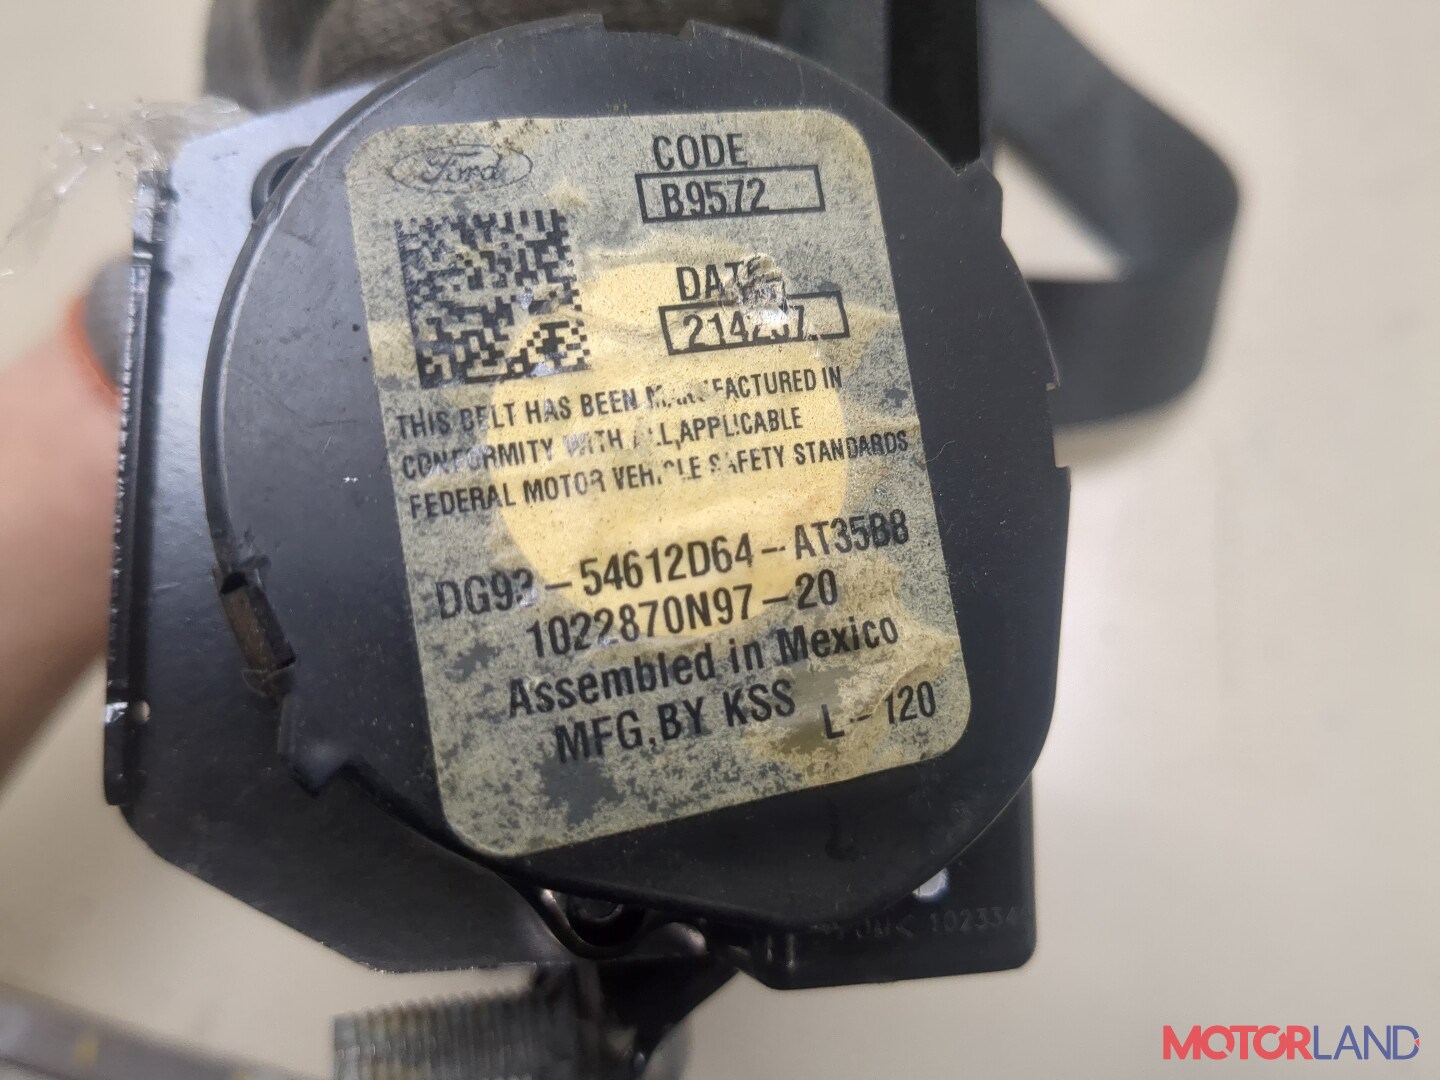 Ford
CODE
B9572
DATE
THIS BELT HAS BEEN MANUFACTURED IN
CONFORMITY WITH ALL APPLICABLE
FEDERAL MOTOR VEHICLE SAFETY STANDARDS
DG93-54612D64-AT35B8
1022870N97-20
Assembled in Mexico
MFG. BY KSS L-120
MOTORLAND